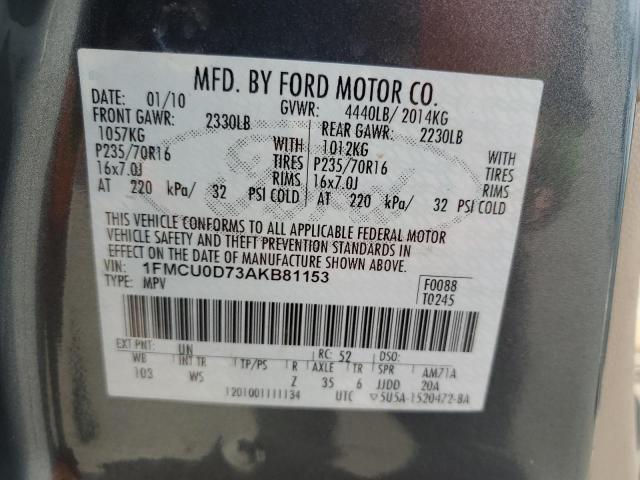 MFD. BY FORD MOTOR CO.
DATE: 01/10 GVWR: 4440LB/ 2014KG
FRONT GAWR: 2330LB REAR GAWR: 2230LB
1057KG WITH 1012KG WITH
P235/70R16 TIRES P235/70R16 TIRES
16x7.0J RIMS 16x7.0J RIMS
AT 220 kPa/ 32 PSI COLD AT 220 kPa/ 32 PSI COLD
THIS VEHICLE CONFORMS TO ALL APPLICABLE FEDERAL MOTOR
VEHICLE SAFETY AND THEFT PREVENTION STANDARDS IN
EFFECT ON THE DATE OF MANUFACTURE SHOWN ABOVE.
VIN: 1FMCU0D73AKB81153 F0088
TYPE: MPV T0245
EXT PNT: UN RC: 52 DSO:
WB INT TR TP/PS R AXLE TR SPR AM71A
103 WS Z 35 6 JJDD 20A
1201001111134 UTC ▽5U5A-1520472-8A
Ford